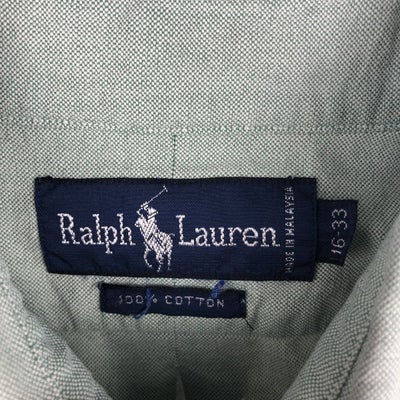 Ralph Lauren
MADE IN MALAYSIA
16-33
100% COTTON